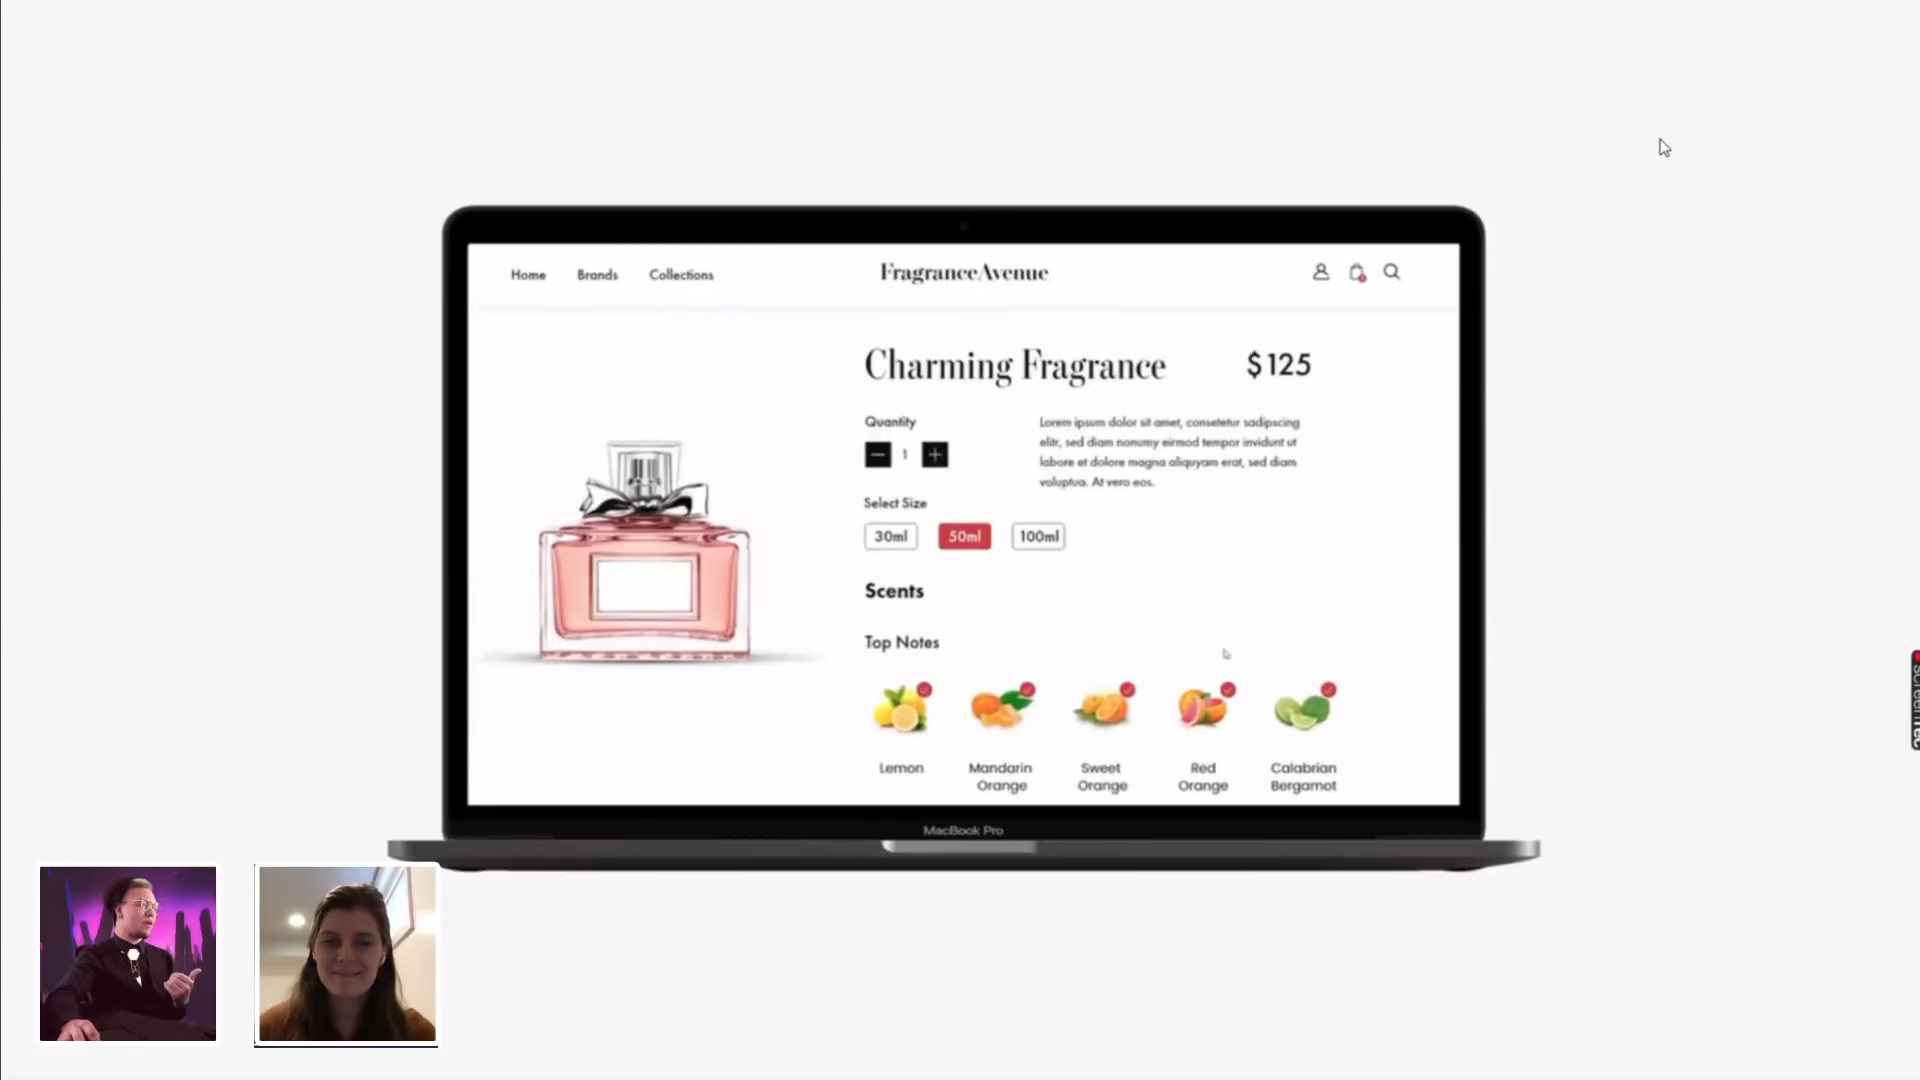 Home Brands Collections FragranceAvenue
Charming Fragrance $125
Quantity
1
Lorem ipsum dolor sit amet, consetetur sadipscing
elitr, sed diam nonumy eirmod tempor invidunt ut
labore et dolore magna aliquyam erat, sed diam
voluptua. At vero eos.
Select Size
30ml 50ml 100ml
Scents
Top Notes
Lemon
Mandarin
Orange
Sweet
Orange
Red
Orange
Calabrian
Bergamot
MacBook Pro
screenrec